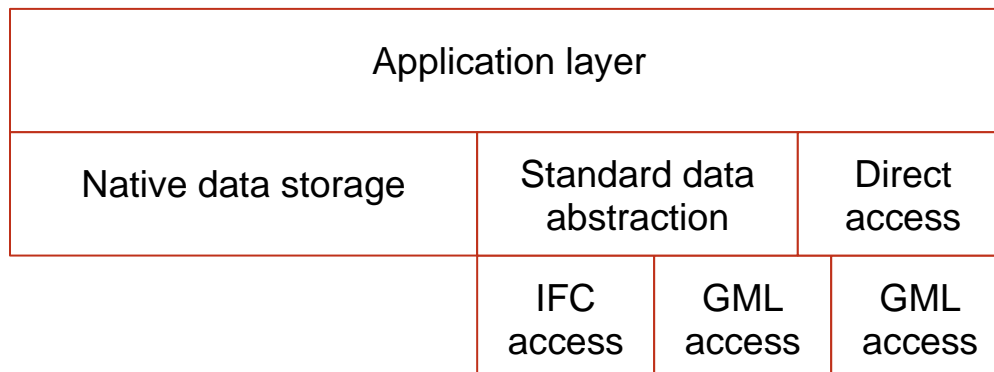 Application layer
Native data storage
Standard data
abstraction
Direct
access
IFC
access
GML
access
GML
access